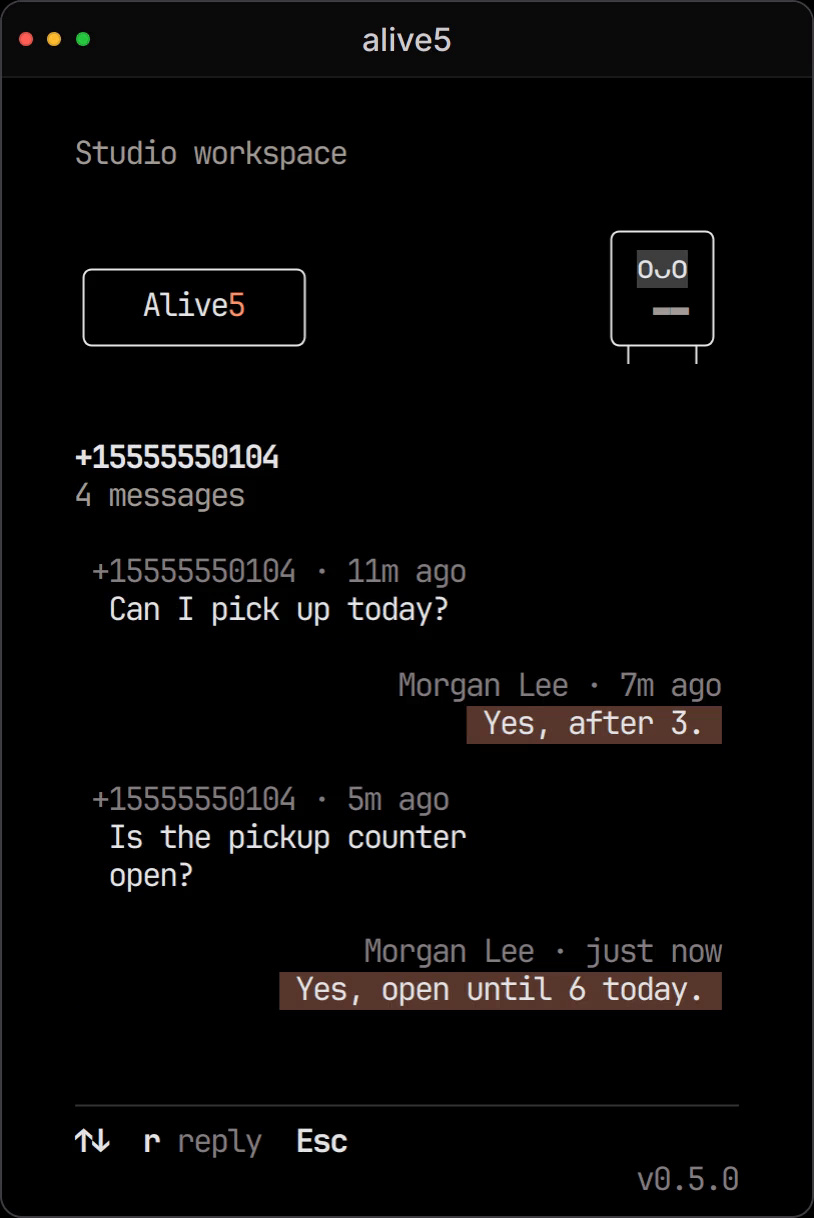 alive5
Studio workspace
Alive5
oᴗo
+15555550104
4 messages
+15555550104 · 11m ago
Can I pick up today?
Morgan Lee · 7m ago
Yes, after 3.
+15555550104 · 5m ago
Is the pickup counter
open?
Morgan Lee · just now
Yes, open until 6 today.
↑↓ r reply Esc
v0.5.0